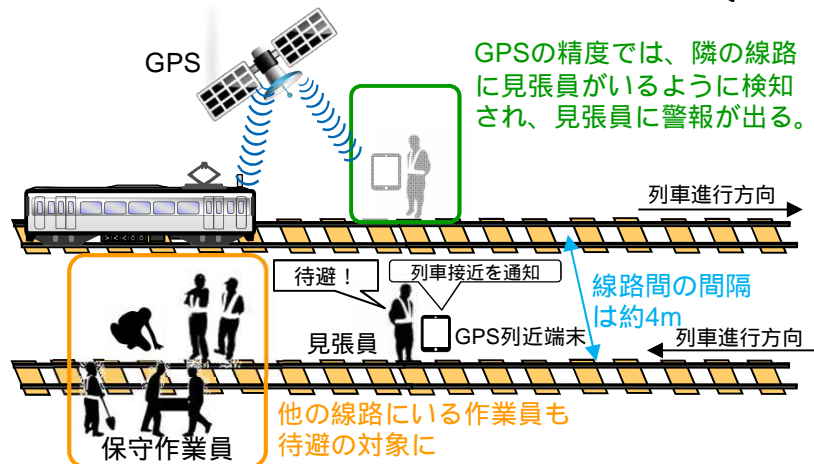 GPS
GPSの精度では、隣の線路
に見張員がいるように検知
され、見張員に警報が出る。
列車進行方向
待避！
列車接近を通知
線路間の間隔
は約4m
見張員
GPS列近端末
列車進行方向
他の線路にいる作業員も
待避の対象に
保守作業員